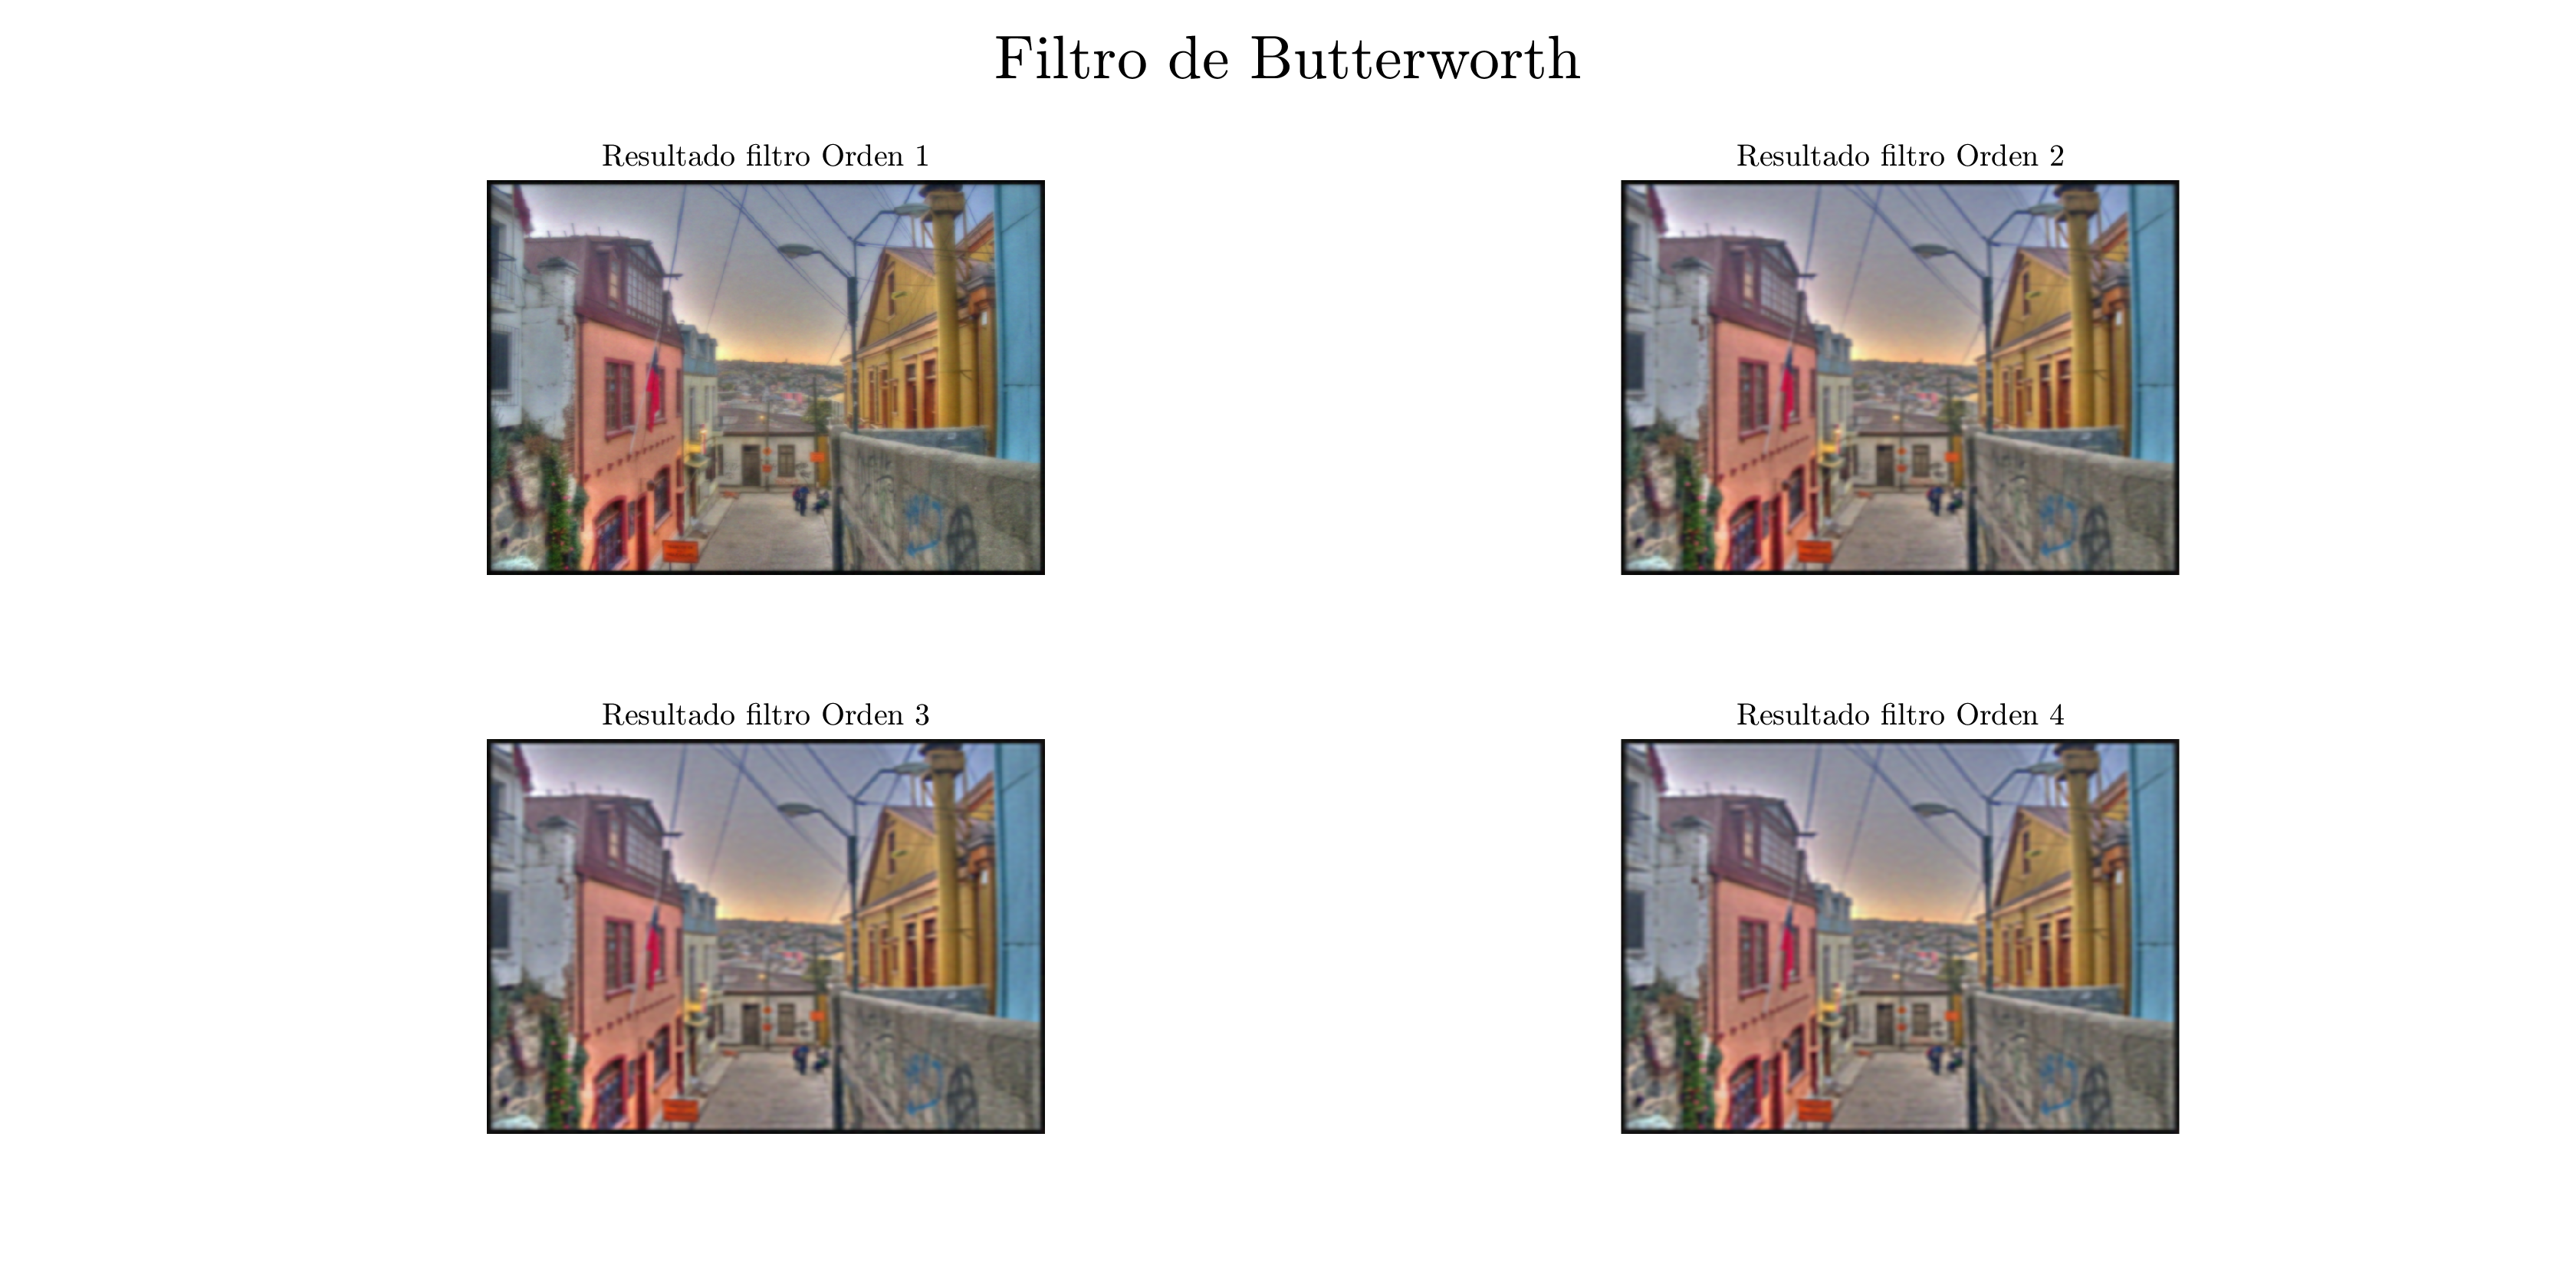 Filtro de Butterworth
Resultado filtro Orden 1
Resultado filtro Orden 2
Resultado filtro Orden 3
Resultado filtro Orden 4